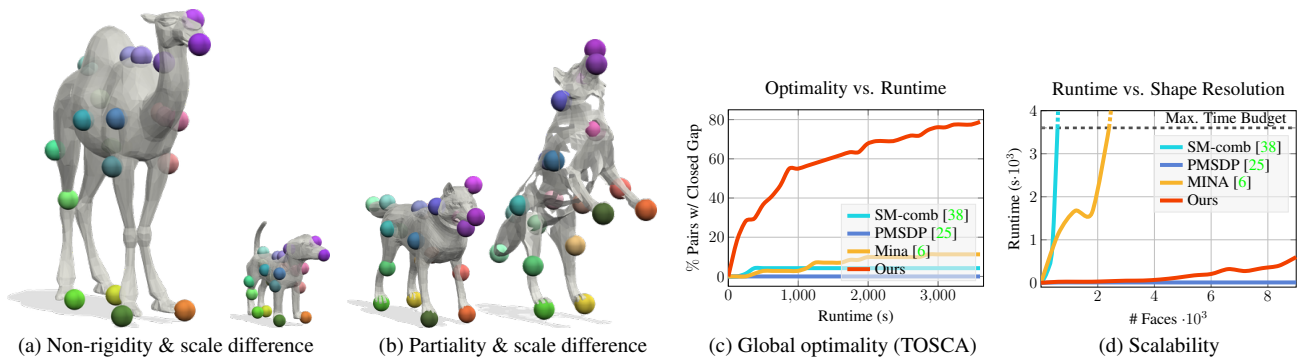 Optimality vs. Runtime
% Pairs w/ Closed Gap
80
60
40
20
0
SM-comb [38]
PMSDP [25]
Mina [6]
Ours
0
1,000
2,000
3,000
Runtime (s)
Runtime vs. Shape Resolution
Runtime (s·10³)
4
3
2
1
0
Max. Time Budget
SM-comb [38]
PMSDP [25]
MINA [6]
Ours
2
4
6
8
# Faces ·10³
(a) Non-rigidity & scale difference
(b) Partiality & scale difference
(c) Global optimality (TOSCA)
(d) Scalability